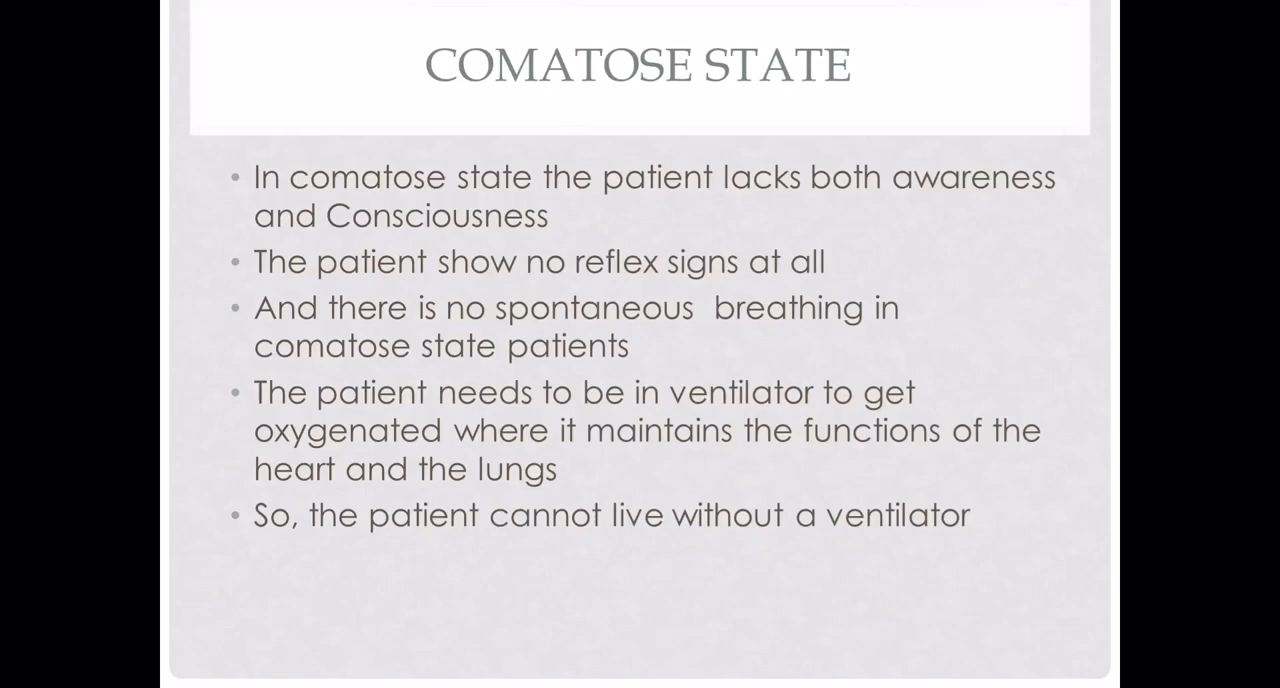 COMATOSE STATE
• In comatose state the patient lacks both awareness
and Consciousness
• The patient show no reflex signs at all
• And there is no spontaneous  breathing in
comatose state patients
• The patient needs to be in ventilator to get
oxygenated where it maintains the functions of the
heart and the lungs
• So, the patient cannot live without a ventilator